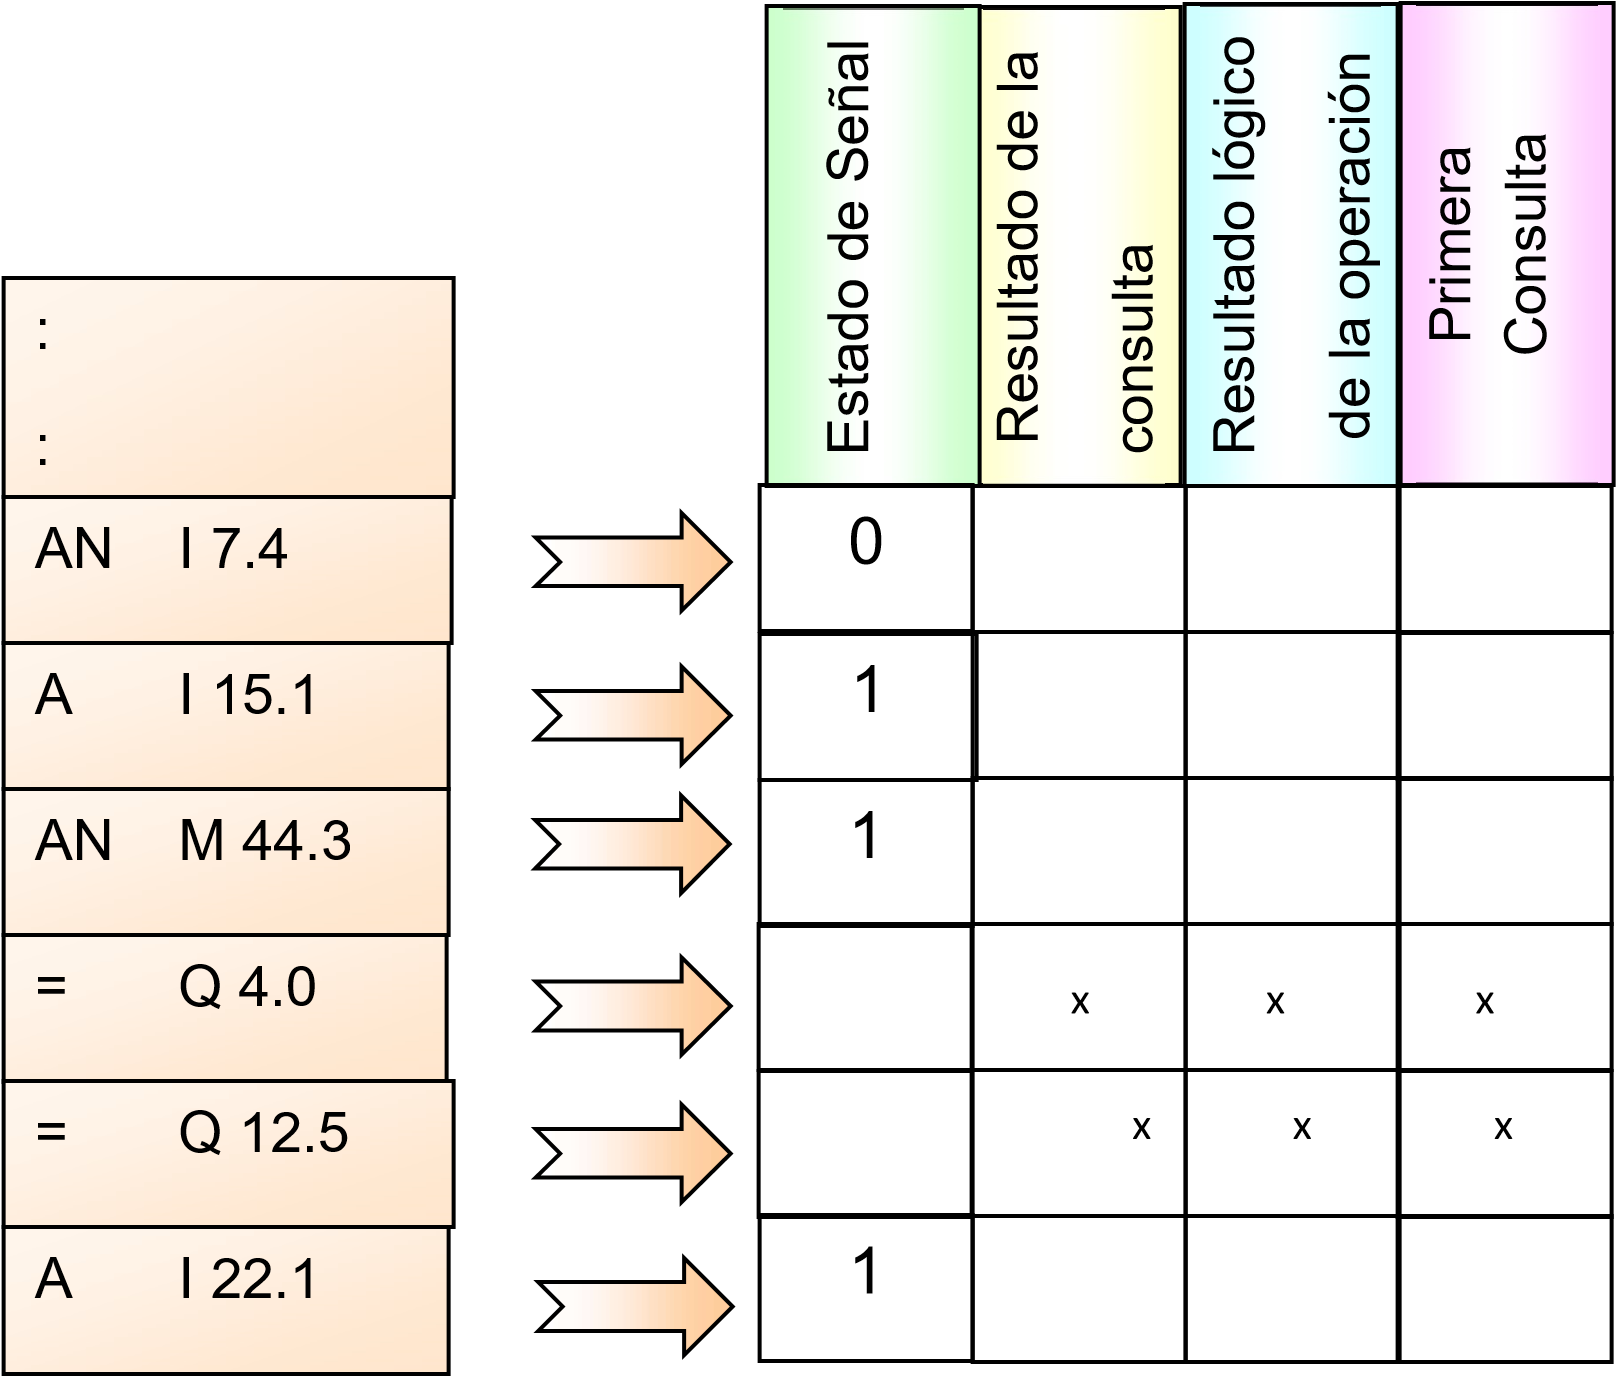 Estado de Señal
Resultado de la
consulta
Resultado lógico
de la operación
Primera
Consulta
:
:
AN I 7.4
0
A I 15.1
1
AN M 44.3
1
= Q 4.0
x x x
= Q 12.5
x x x
A I 22.1
1